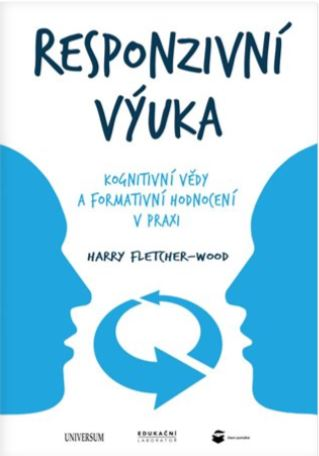 RESPONZIVNÍ
VÝUKA
KOGNITIVNÍ VĚDY
A FORMATIVNÍ HODNOCENÍ
V PRAXI
HARRY FLETCHER-WOOD
UNIVERSUM
EDUKAČNÍ
LABORATOŘ